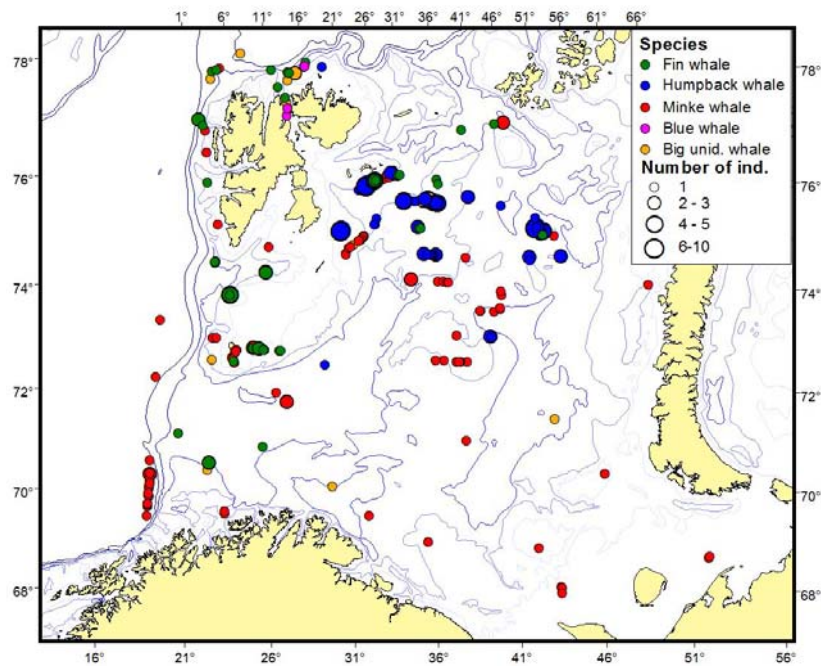 1° 6° 11° 16° 21° 26° 31° 36° 41° 46° 51° 56° 61° 66°
78° 78°
Species
Fin whale
Humpback whale
Minke whale
Blue whale
Big unid. whale
Number of ind.
1
2 - 3
4 - 5
6-10
76° 76°
74° 74°
72° 72°
70° 70°
68° 68°
16° 21° 26° 31° 36° 41° 46° 51° 56°